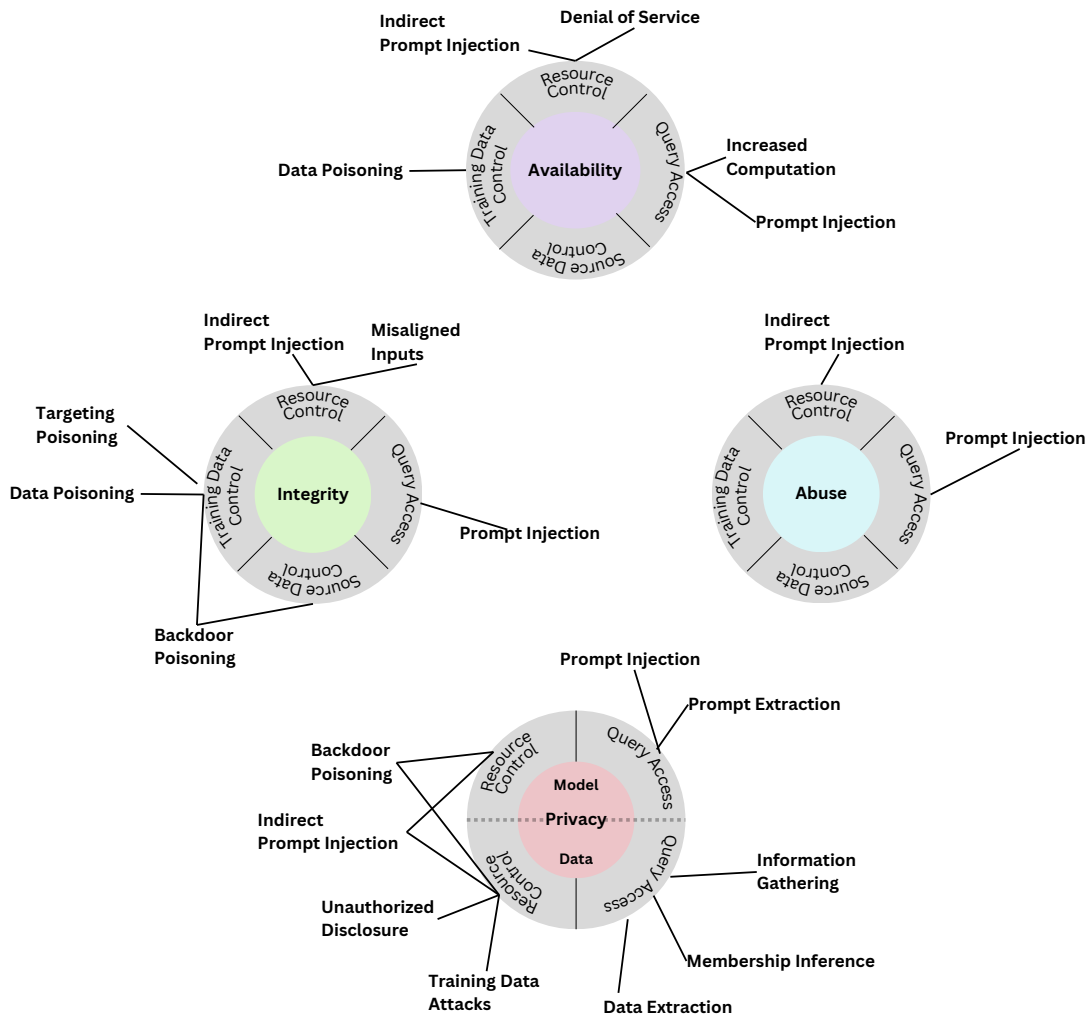 Indirect
Prompt Injection
Denial of Service
Resource
Control
Training Data
Control
Query Access
Source Data
Control
Availability
Data Poisoning
Increased
Computation
Prompt Injection
Indirect
Prompt Injection
Misaligned
Inputs
Targeting
Poisoning
Data Poisoning
Resource
Control
Training Data
Control
Query Access
Source Data
Control
Integrity
Prompt Injection
Backdoor
Poisoning
Indirect
Prompt Injection
Prompt Injection
Resource
Control
Training Data
Control
Query Access
Source Data
Control
Abuse
Prompt Injection
Prompt Extraction
Backdoor
Poisoning
Indirect
Prompt Injection
Resource
Control
Query Access
Model
Privacy
Data
Resource
Control
Query Access
Information
Gathering
Unauthorized
Disclosure
Membership Inference
Training Data
Attacks
Data Extraction